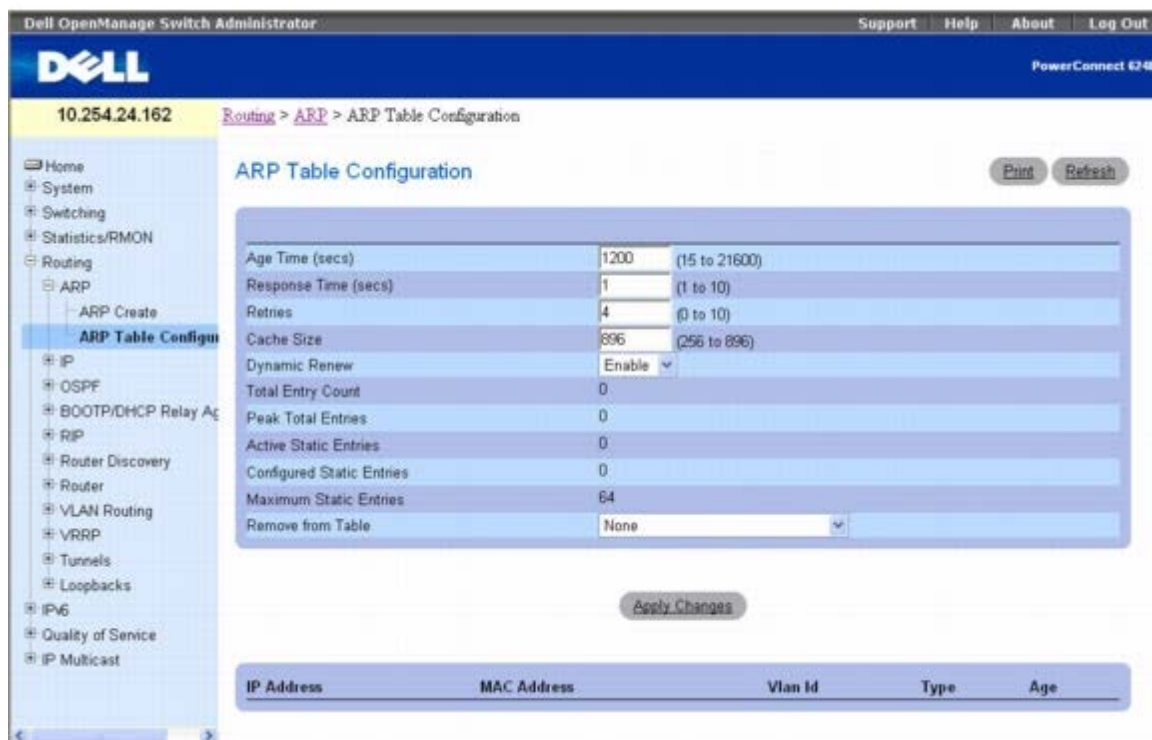 Dell OpenManage Switch Administrator
Support Help About Log Out
DELL
PowerConnect 6248
10.254.24.162
Routing > ARP > ARP Table Configuration
Home
System
Switching
Statistics/RMON
Routing
ARP
ARP Create
ARP Table Configur
IP
OSPF
BOOTP/DHCP Relay Ag
RIP
Router Discovery
Router
VLAN Routing
VRRP
Tunnels
Loopbacks
IPv6
Quality of Service
IP Multicast
ARP Table Configuration
Print Refresh
Age Time (secs) 1200 (15 to 21600)
Response Time (secs) 1 (1 to 10)
Retries 4 (0 to 10)
Cache Size 896 (256 to 896)
Dynamic Renew Enable
Total Entry Count 0
Peak Total Entries 0
Active Static Entries 0
Configured Static Entries 0
Maximum Static Entries 64
Remove from Table None
Apply Changes
IP Address MAC Address Vlan Id Type Age